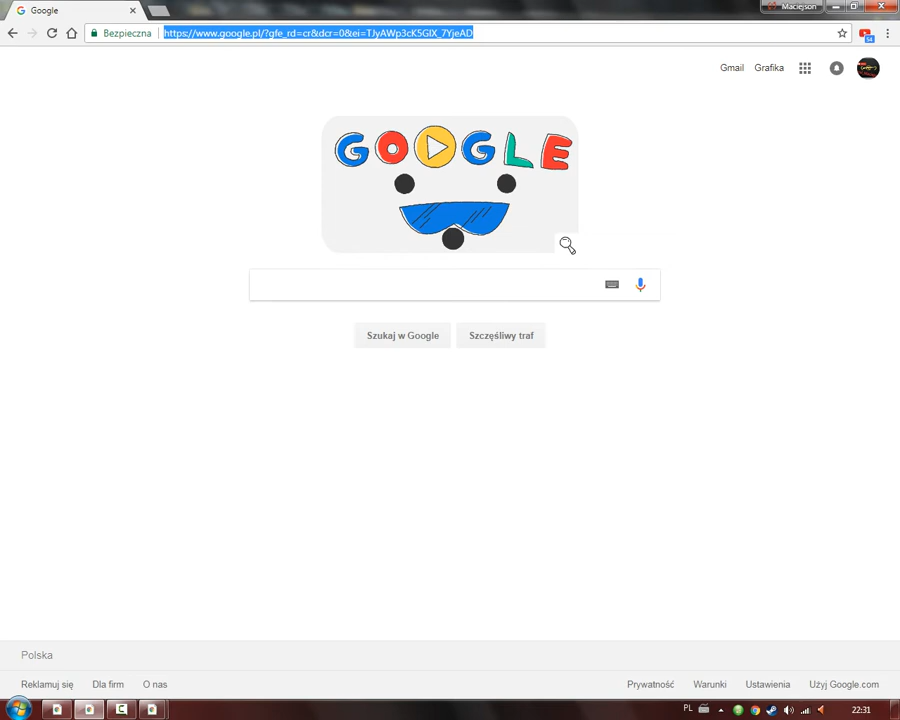 Google
Maciejson
Bezpieczna
https://www.google.pl/?gfe_rd=cr&dcr=0&ei=TJyAWp3cK5GlX_7YjeAD
54
Gmail Grafika
GOOGLE
Szukaj w Google Szczęśliwy traf
Polska
Reklamuj się Dla firm O nas Prywatność Warunki Ustawienia Użyj Google.com
PL 22:31